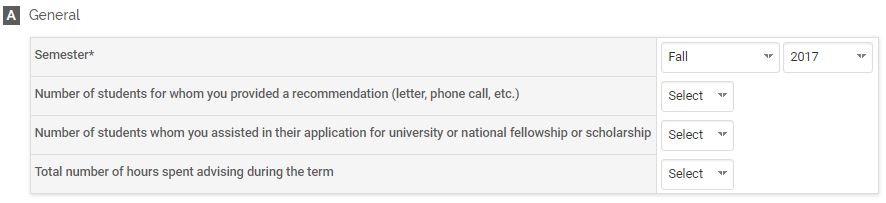 A General
Semester* Fall 2017
Number of students for whom you provided a recommendation (letter, phone call, etc.) Select
Number of students whom you assisted in their application for university or national fellowship or scholarship Select
Total number of hours spent advising during the term Select